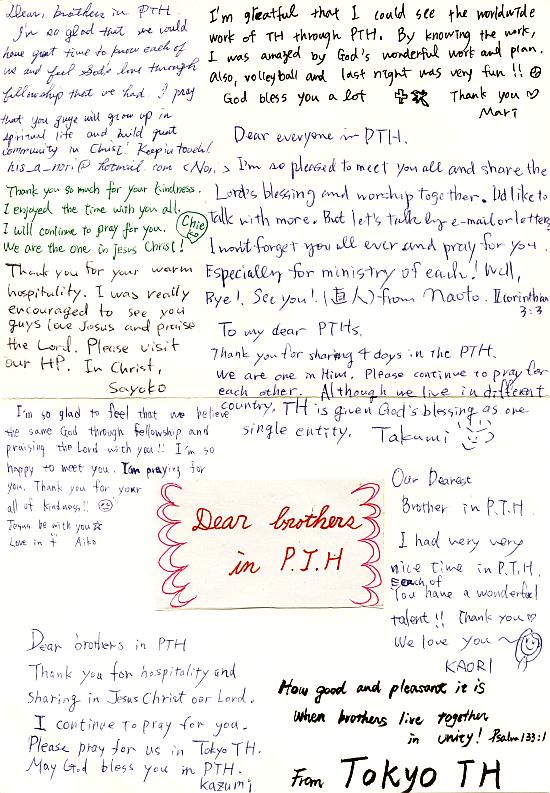 Dear, brothers in PTH.
I'm so glad that we could
have great time to know each of
us and feel God's love through
fellowship that we had. I pray
that you guys will grow up in
spiritual life and build great
community in Christ! Keep in touch!
his_a_nori@hotmail.com <Nori>
I'm greatful that I could see the worldwide
work of TH through PTH. By knowing the work,
I was amazed by God's wonderful work and plan.
also, volleyball and last night was very fun!!
God bless you a lot Thank you ♡
Mari
Dear everyone in PTH.
I'm so pleased to meet you all and share the
Lord's blessing and worship together. I'd like to
talk with more. But let's talk by e-mail or letter,
I won't forget you all ever and pray for you.
Especially for ministry of each! Well,
Bye! See you! (直人) from Naoto. II corinthian
3:3
Thank you so much for your kindness.
I enjoyed the time with you all.
I will continue to pray for you.
We are the one in Jesus Christ!
Chieko
Thank you for your warm
hospitality. I was really
encouraged to see you
guys love Jesus and praise
the Lord. Please visit
our HP. In Christ,
Sayoko
To my dear PTHs.
Thank you for sharing 4 days in the PTH.
we are one in Him. Please continue to pray for
each other. Although we live in different
country, TH is given God's blessing as one
single entity. Takumi
I'm so glad to feel that we believe
the same God through fellowship and
praising the Lord with you!! I'm so
happy to meet you. I'm praying for
you. Thank you for your
all of kindness!!
Jesus be with you☆
Love in † Aiko
Dear brothers
in P.T.H
Our Dearest
Brother in P.T.H.
I had very very
nice time in P.T.H.
each of
You have a wonderful
talent!! Thank you♡
We love you ~
KAORI
Dear brothers in PTH
Thank you for hospitality and
sharing in Jesus Christ our Lord.
I continue to pray for you.
Please pray for us in Tokyo TH.
May God bless you in PTH.
Kazumi
How good and pleasant it is
when brothers live together
in unity! Psalm 133:1
From Tokyo TH